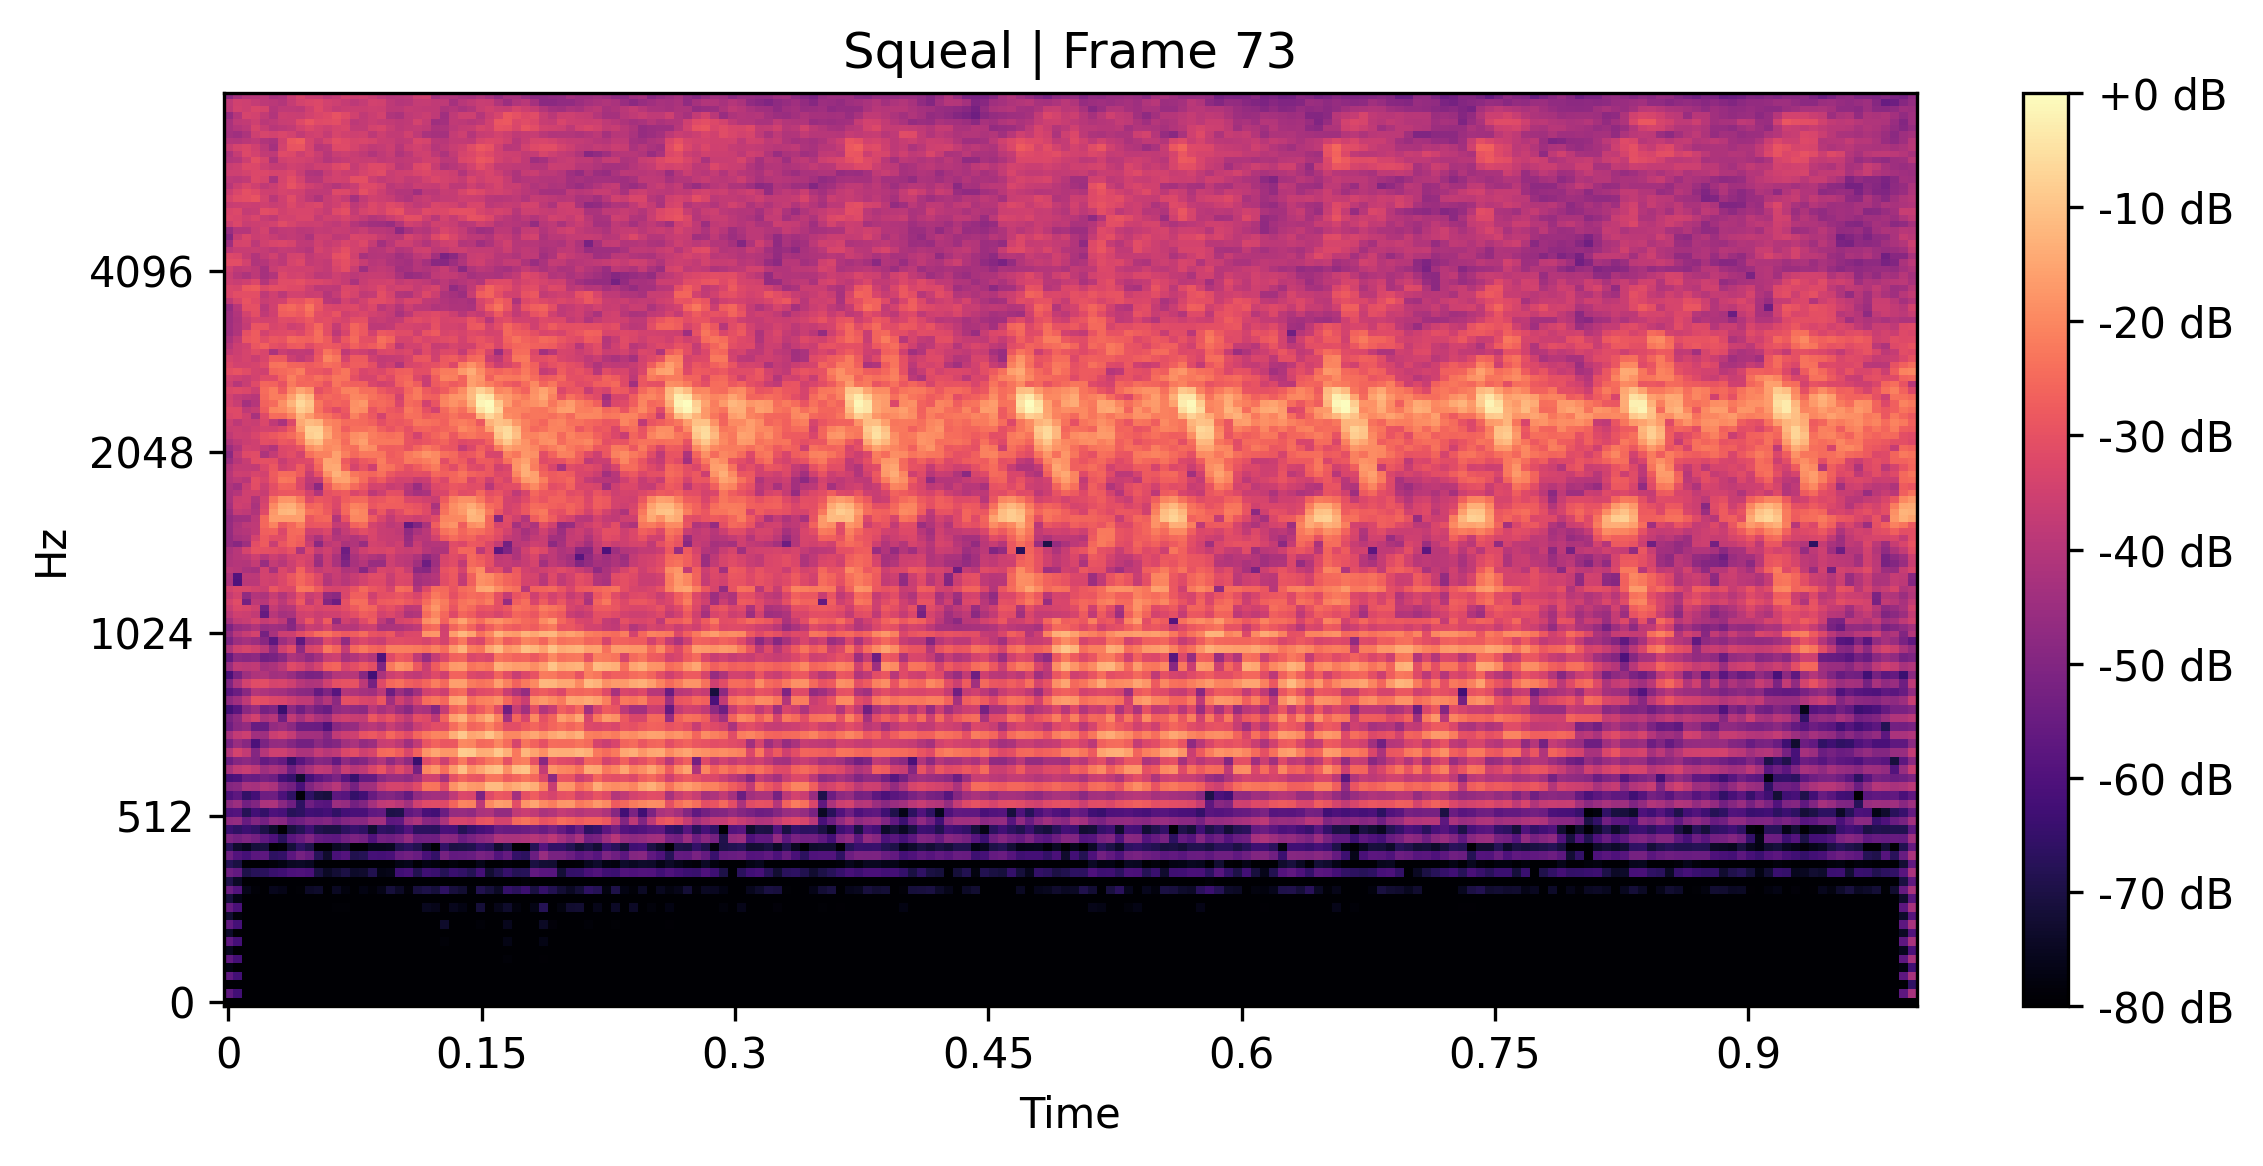 Squeal | Frame 73
+0 dB
-10 dB
-20 dB
-30 dB
-40 dB
-50 dB
-60 dB
-70 dB
-80 dB
Hz
4096
2048
1024
512
0
0 0.15 0.3 0.45 0.6 0.75 0.9
Time